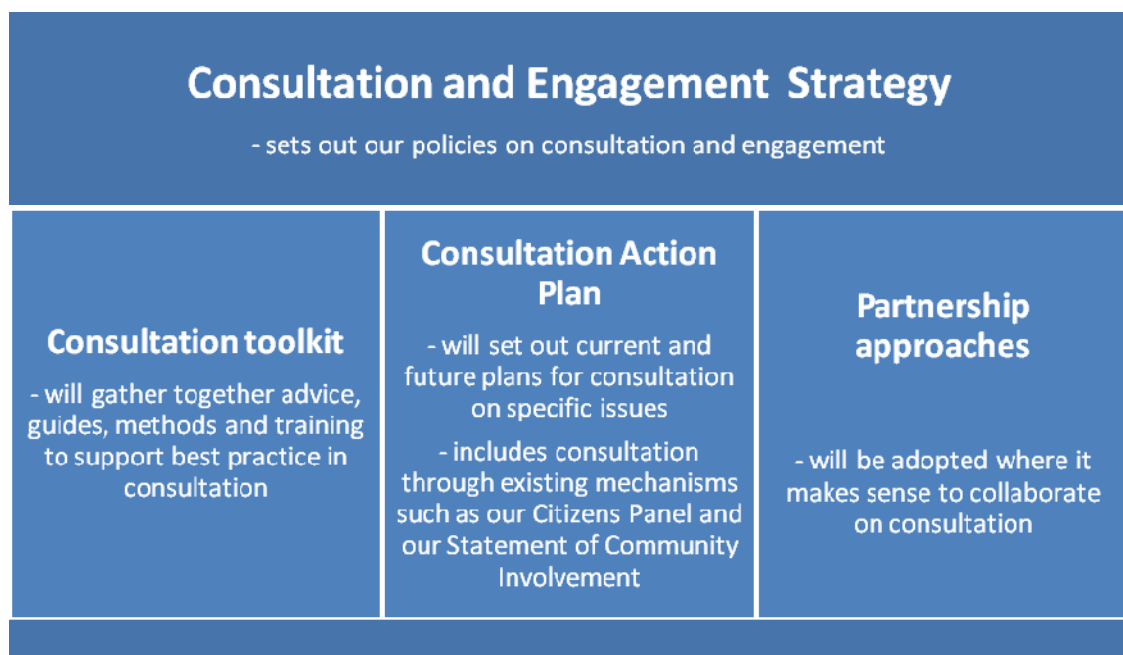 Consultation and Engagement Strategy
- sets out our policies on consultation and engagement
Consultation toolkit
- will gather together advice,
guides, methods and training
to support best practice in
consultation
Consultation Action
Plan
- will set out current and
future plans for consultation
on specific issues
- includes consultation
through existing mechanisms
such as our Citizens Panel and
our Statement of Community
Involvement
Partnership
approaches
- will be adopted where it
makes sense to collaborate
on consultation